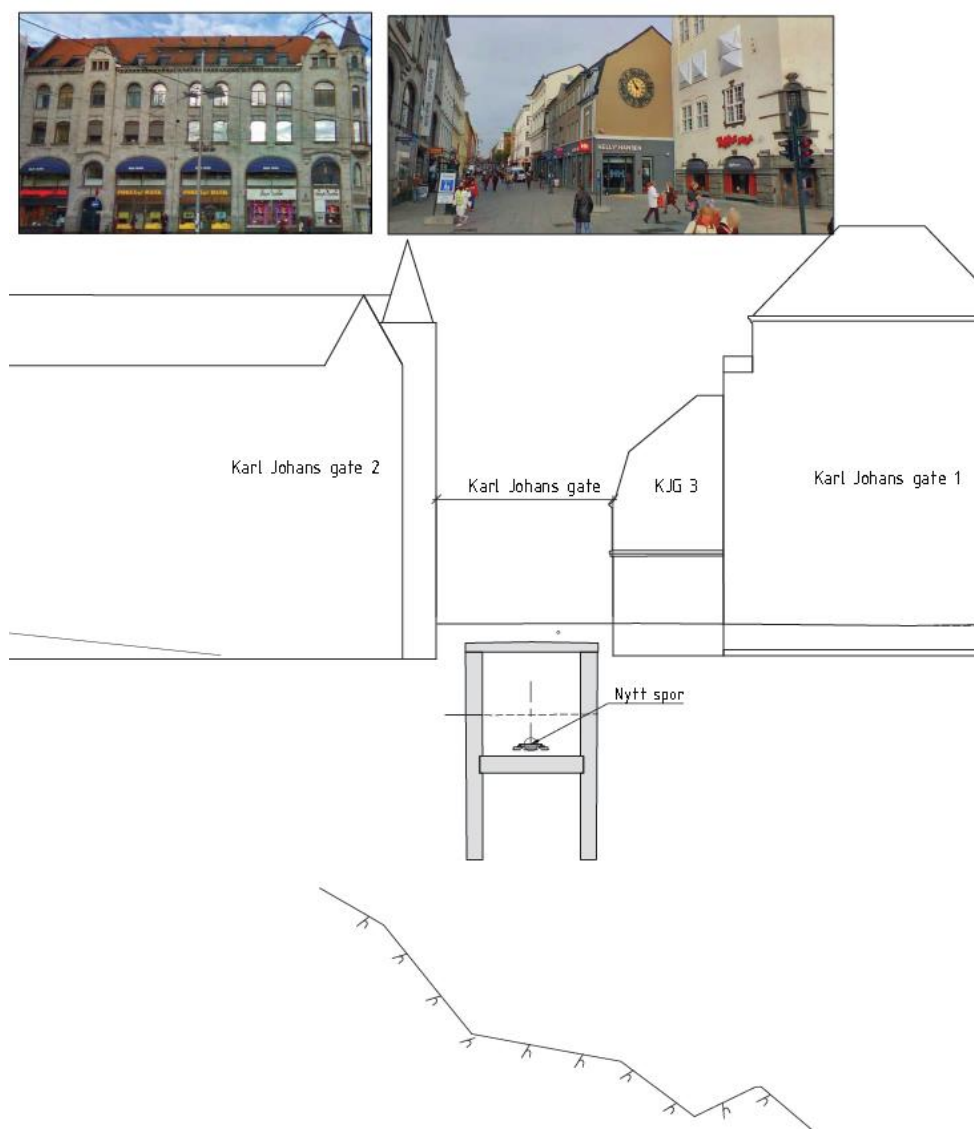 HELLY HANSEN
Karl Johans gate 2
Karl Johans gate
KJG 3
Karl Johans gate 1
Nytt spor